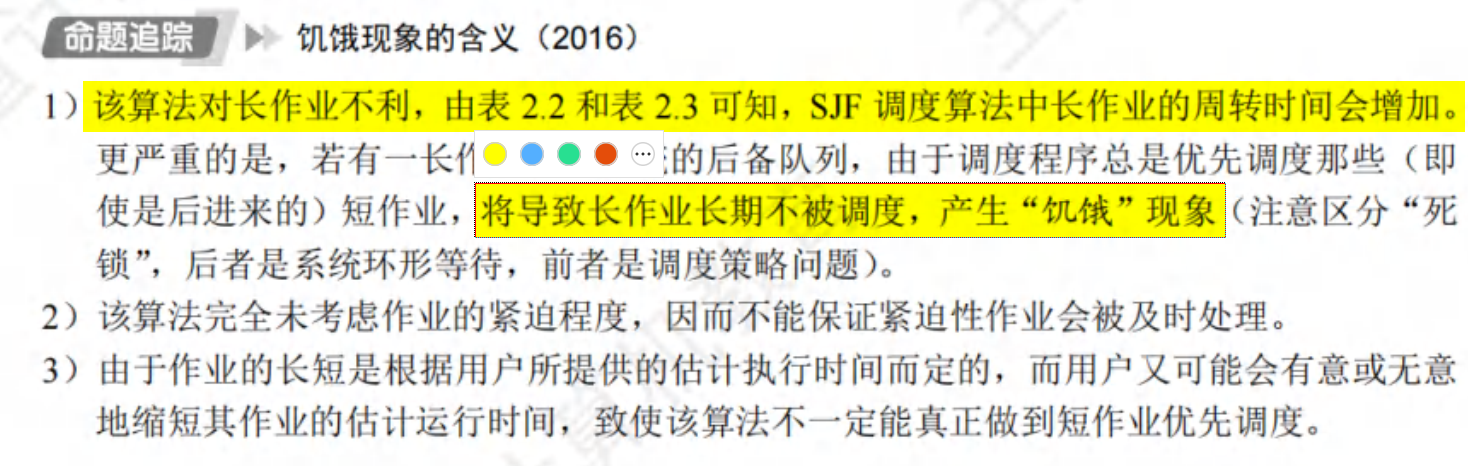 命题追踪 饥饿现象的含义（2016）
1）该算法对长作业不利，由表 2.2 和表 2.3 可知，SJF 调度算法中长作业的周转时间会增加。
更严重的是，若有一长作 的后备队列，由于调度程序总是优先调度那些（即
使是后进来的）短作业，将导致长作业长期不被调度，产生“饥饿”现象（注意区分“死
锁”，后者是系统环形等待，前者是调度策略问题）。
2）该算法完全未考虑作业的紧迫程度，因而不能保证紧迫性作业会被及时处理。
3）由于作业的长短是根据用户所提供的估计执行时间而定的，而用户又可能会有意或无意
地缩短其作业的估计运行时间，致使该算法不一定能真正做到短作业优先调度。